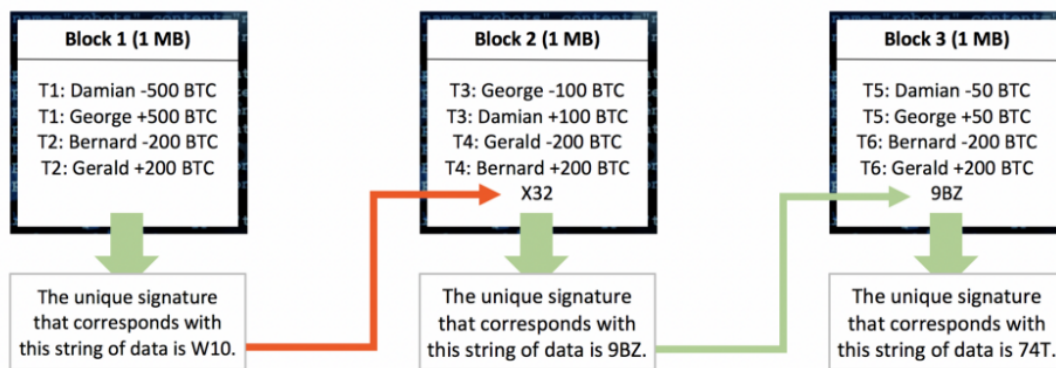 Block 1 (1 MB)
T1: Damian -500 BTC
T1: George +500 BTC
T2: Bernard -200 BTC
T2: Gerald +200 BTC
The unique signature
that corresponds with
this string of data is W10.
Block 2 (1 MB)
T3: George -100 BTC
T3: Damian +100 BTC
T4: Gerald -200 BTC
T4: Bernard +200 BTC
X32
The unique signature
that corresponds with
this string of data is 9BZ.
Block 3 (1 MB)
T5: Damian -50 BTC
T5: George +50 BTC
T6: Bernard -200 BTC
T6: Gerald +200 BTC
9BZ
The unique signature
that corresponds with
this string of data is 74T.